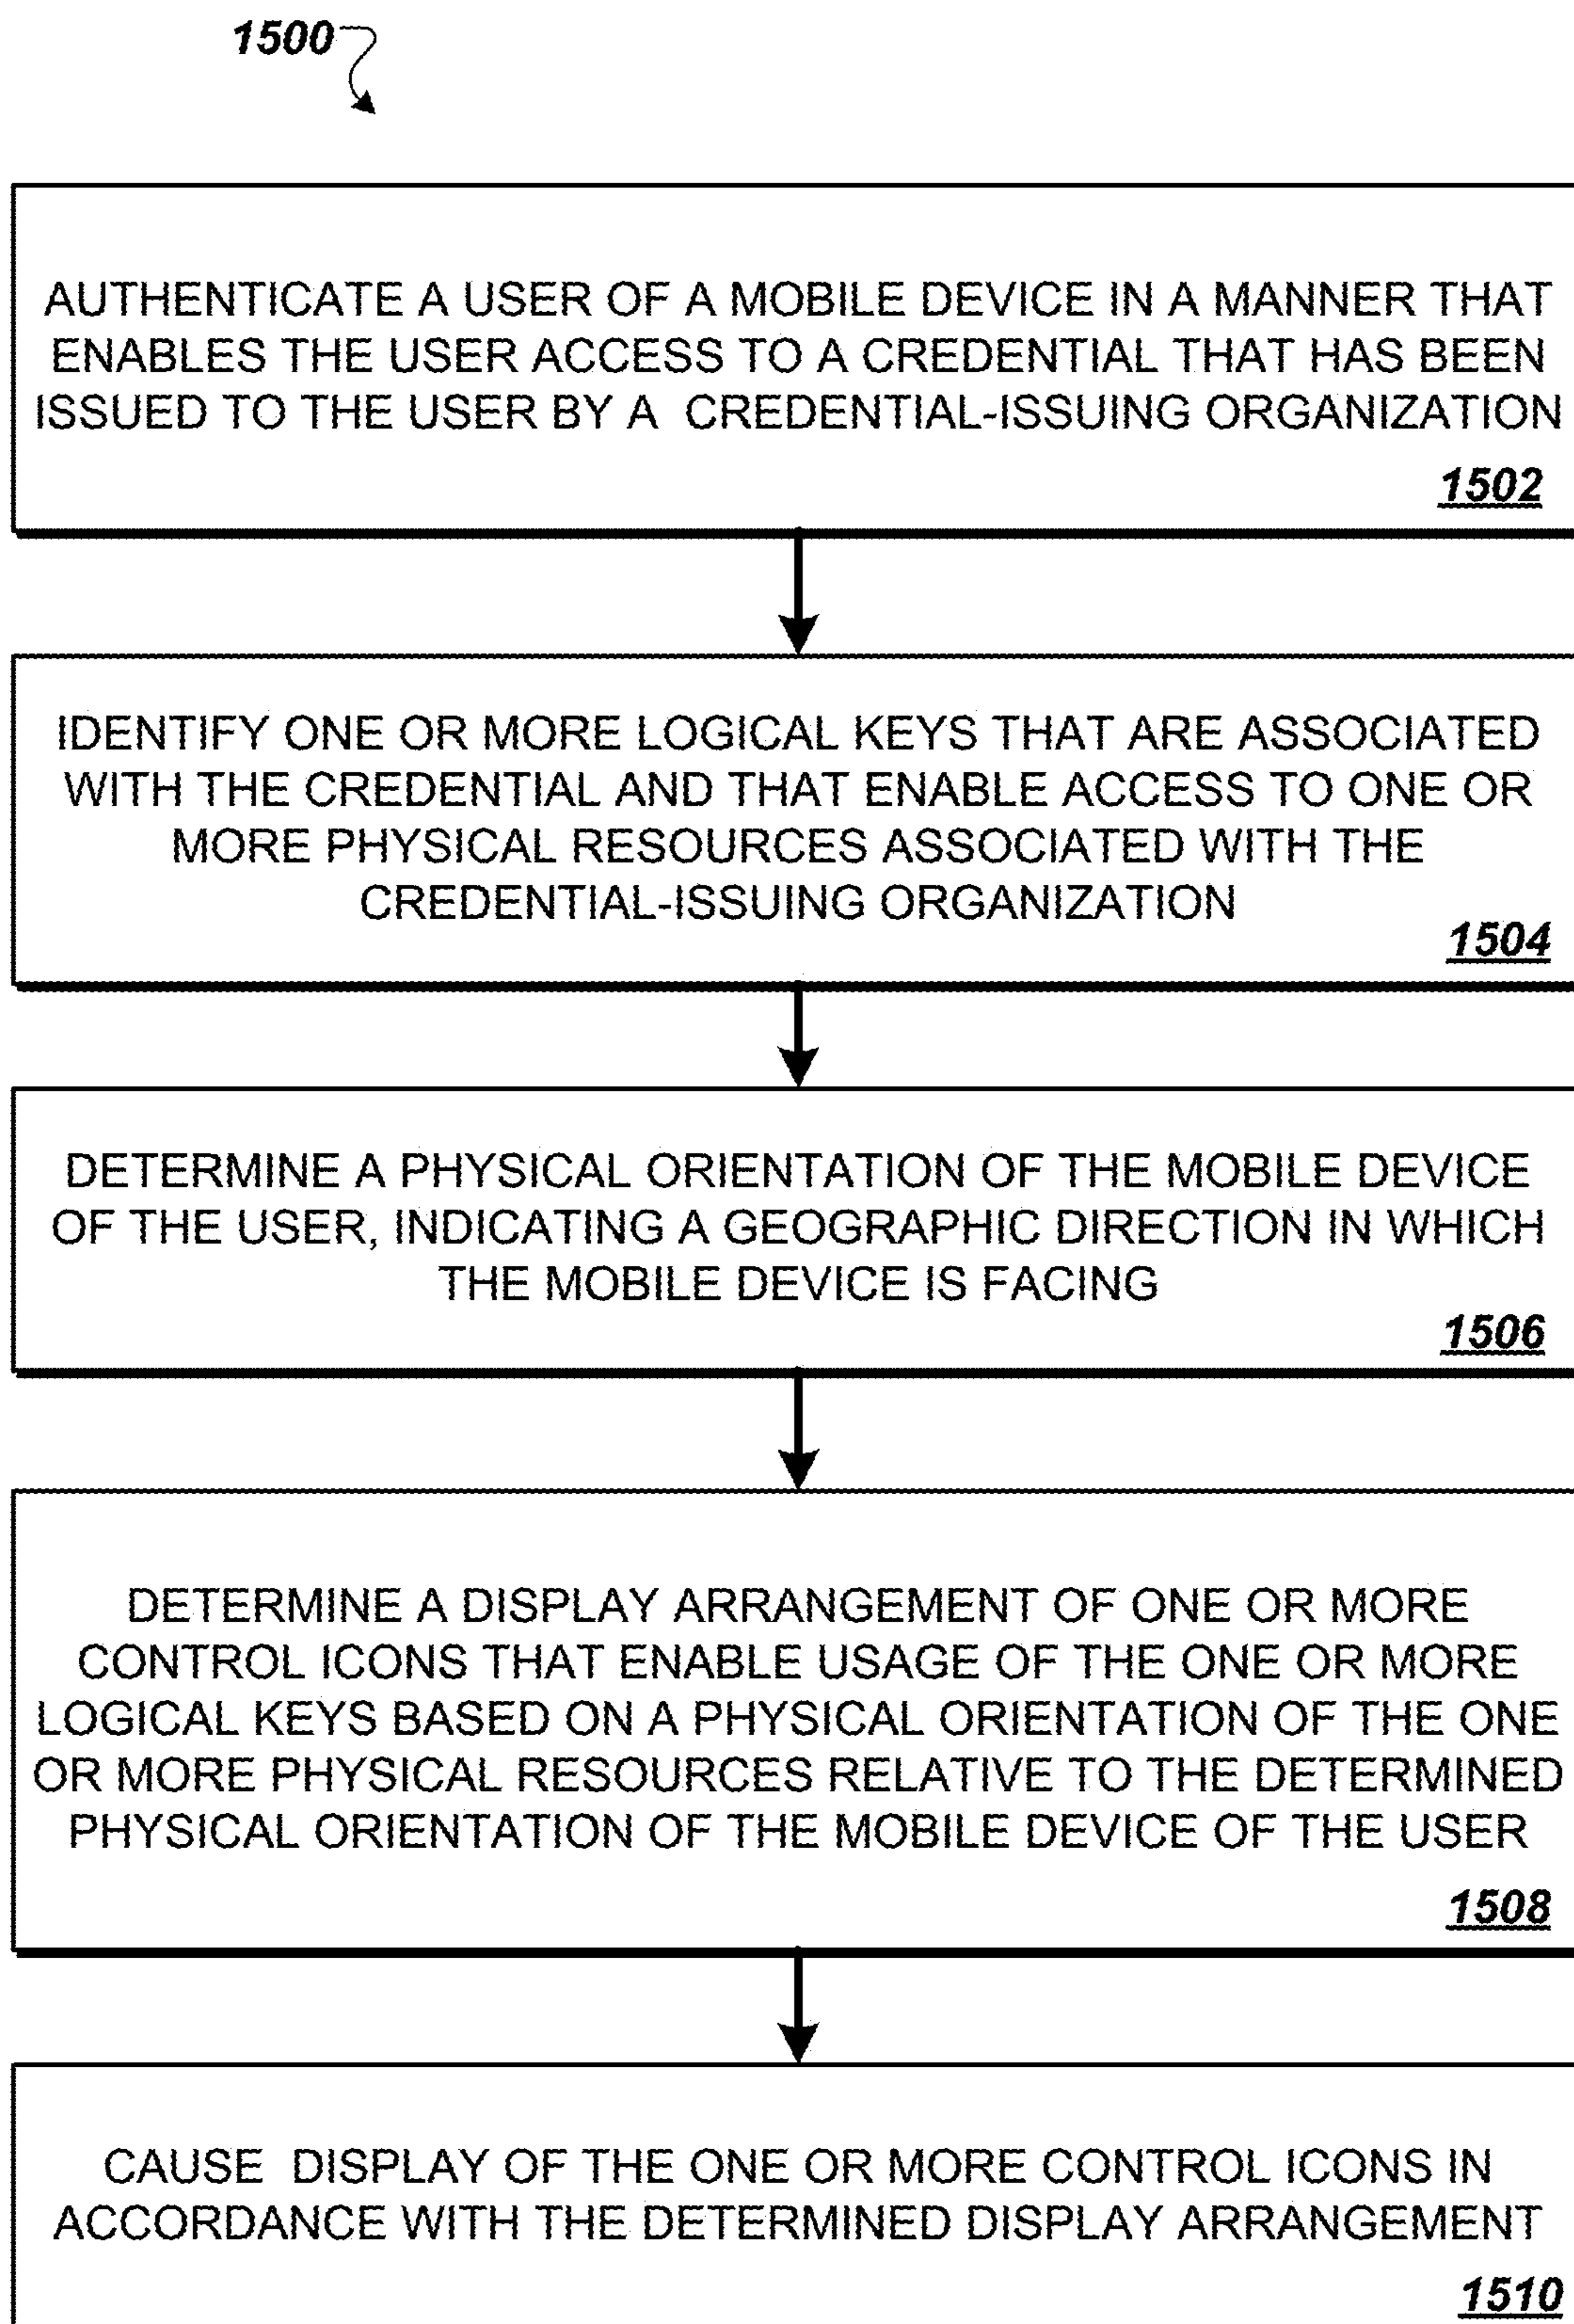 1500
AUTHENTICATE A USER OF A MOBILE DEVICE IN A MANNER THAT
ENABLES THE USER ACCESS TO A CREDENTIAL THAT HAS BEEN
ISSUED TO THE USER BY A CREDENTIAL-ISSUING ORGANIZATION
1502
IDENTIFY ONE OR MORE LOGICAL KEYS THAT ARE ASSOCIATED
WITH THE CREDENTIAL AND THAT ENABLE ACCESS TO ONE OR
MORE PHYSICAL RESOURCES ASSOCIATED WITH THE
CREDENTIAL-ISSUING ORGANIZATION
1504
DETERMINE A PHYSICAL ORIENTATION OF THE MOBILE DEVICE
OF THE USER, INDICATING A GEOGRAPHIC DIRECTION IN WHICH
THE MOBILE DEVICE IS FACING
1506
DETERMINE A DISPLAY ARRANGEMENT OF ONE OR MORE
CONTROL ICONS THAT ENABLE USAGE OF THE ONE OR MORE
LOGICAL KEYS BASED ON A PHYSICAL ORIENTATION OF THE ONE
OR MORE PHYSICAL RESOURCES RELATIVE TO THE DETERMINED
PHYSICAL ORIENTATION OF THE MOBILE DEVICE OF THE USER
1508
CAUSE DISPLAY OF THE ONE OR MORE CONTROL ICONS IN
ACCORDANCE WITH THE DETERMINED DISPLAY ARRANGEMENT
1510